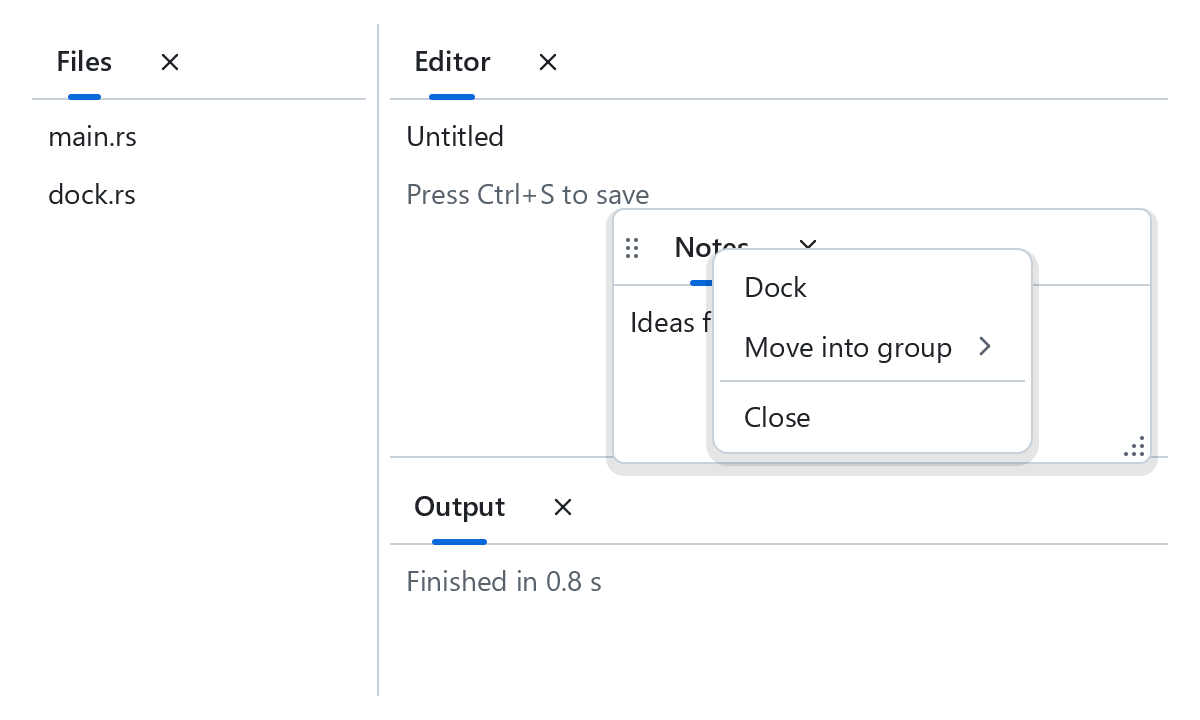 Files
Editor
main.rs
dock.rs
Untitled
Press Ctrl+S to save
Notes
Ideas
Dock
Move into group
Close
Output
Finished in 0.8 s